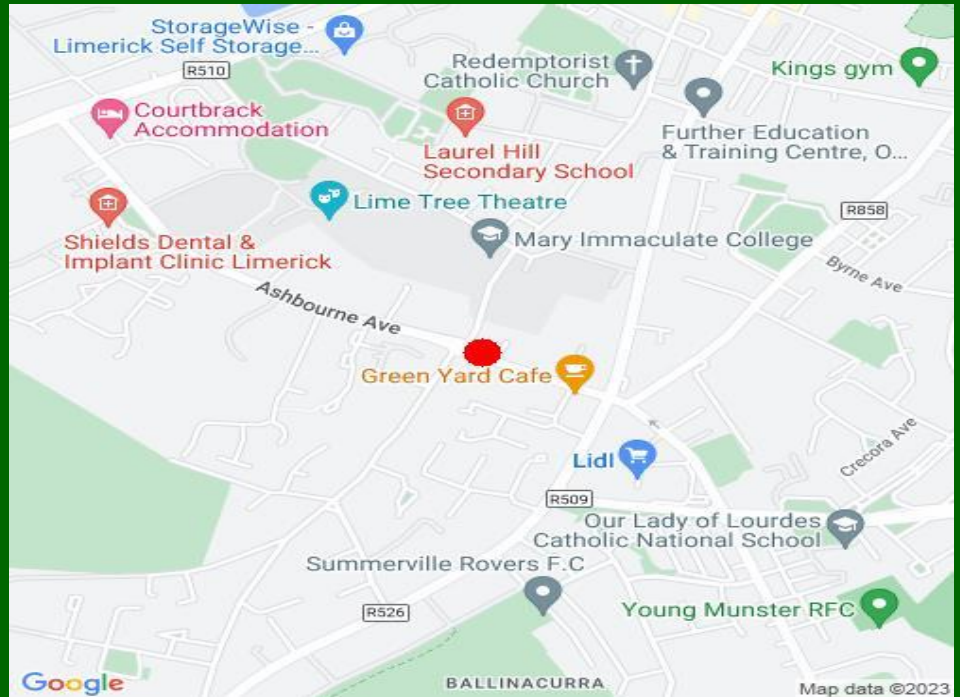 StorageWise -
Limerick Self Storage...
R510
Redemptorist
Catholic Church
Kings gym
Courtbrack
Accommodation
Further Education
& Training Centre, O...
Laurel Hill
Secondary School
Lime Tree Theatre
R858
Shields Dental &
Implant Clinic Limerick
Mary Immaculate College
Byrne Ave
Ashbourne Ave
Green Yard Cafe
Crecora Ave
Lidl
R509
Our Lady of Lourdes
Catholic National School
Summerville Rovers F.C
R526
Young Munster RFC
Google
BALLINACURRA
Map data ©2023